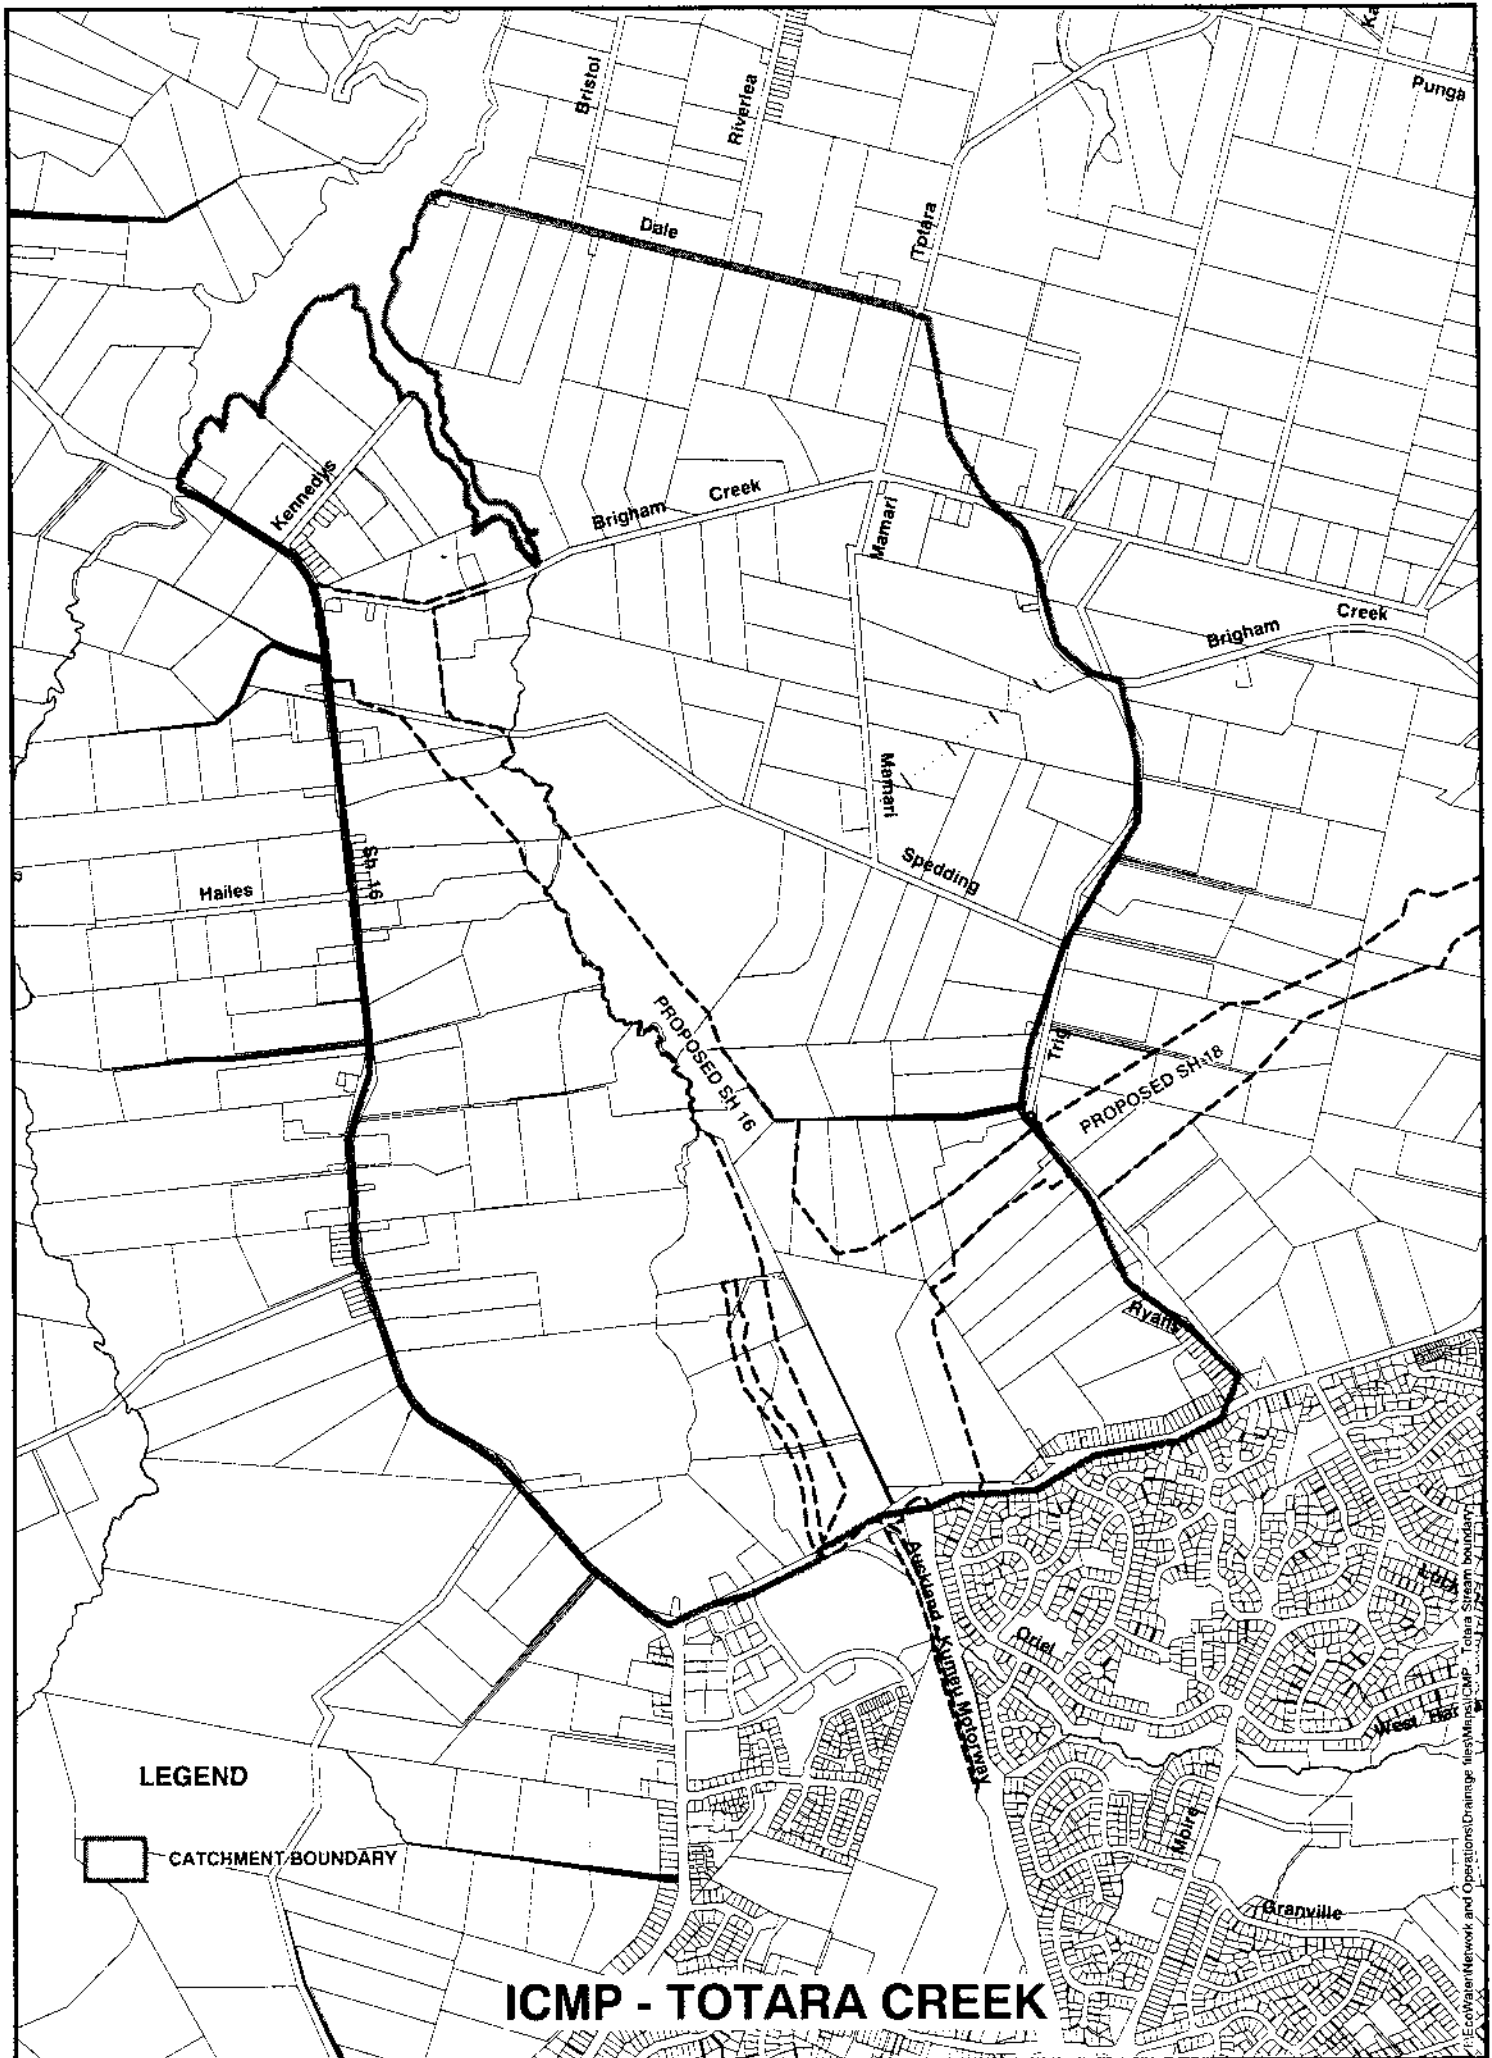 Bristol
Riverlea
Punga
Dale
Totara
Kennedys
Brigham
Creek
Mamari
Brigham
Creek
Mamari
Spedding
Sh 16
Hailes
PROPOSED SH 16
Trig
PROPOSED SH 18
Ryans
Auckland - Kumeu Motorway
Oriel
West Har
Moire
Granville
LEGEND
CATCHMENT BOUNDARY
ICMP - TOTARA CREEK